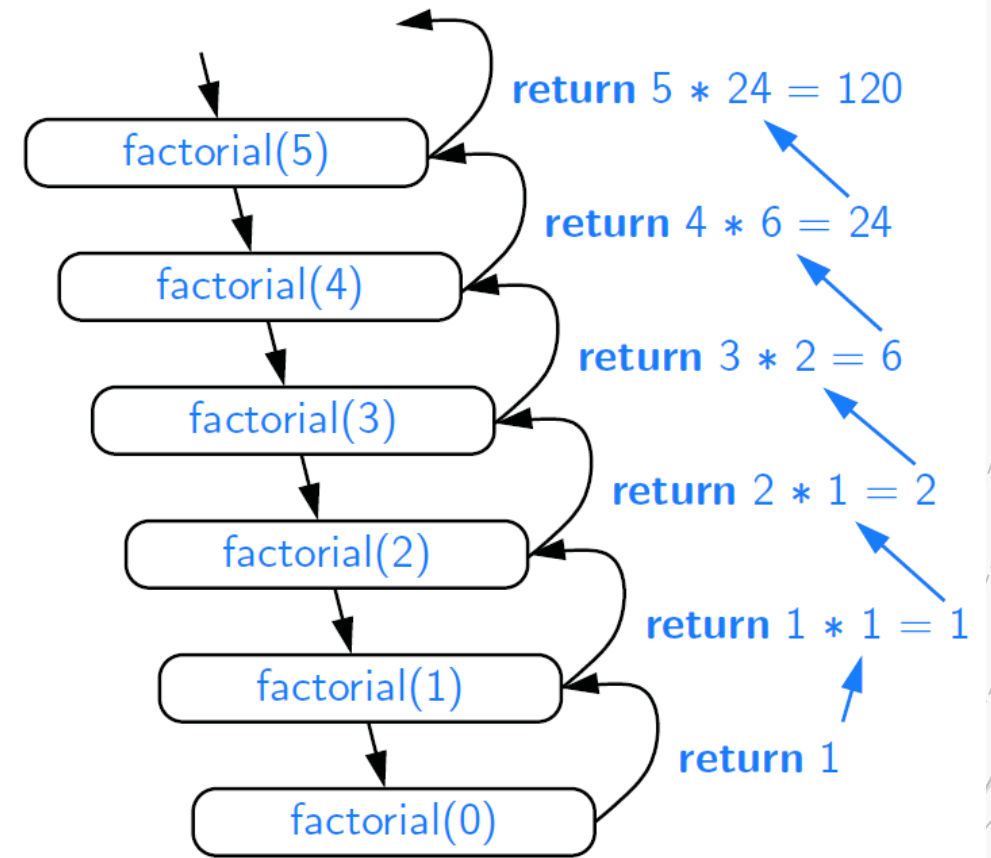 return 5 * 24 = 120
factorial(5)
return 4 * 6 = 24
factorial(4)
return 3 * 2 = 6
factorial(3)
return 2 * 1 = 2
factorial(2)
return 1 * 1 = 1
factorial(1)
return 1
factorial(0)